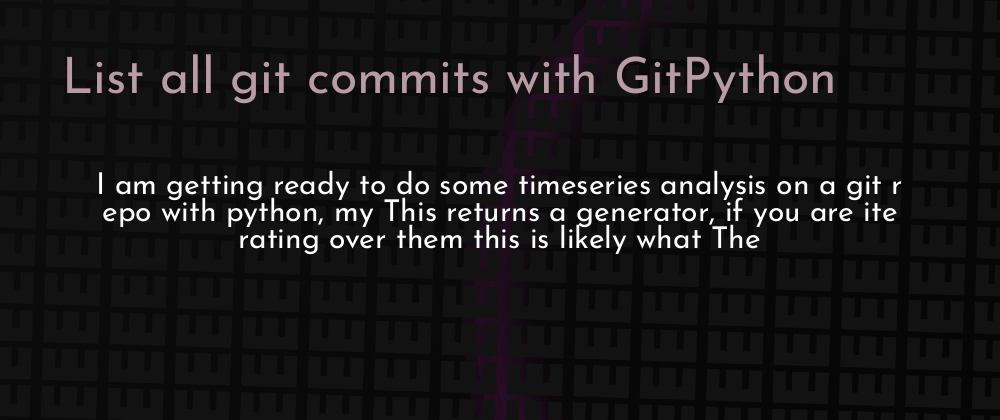 List all git commits with GitPython
I am getting ready to do some timeseries analysis on a git r
epo with python, my This returns a generator, if you are ite
rating over them this is likely what The